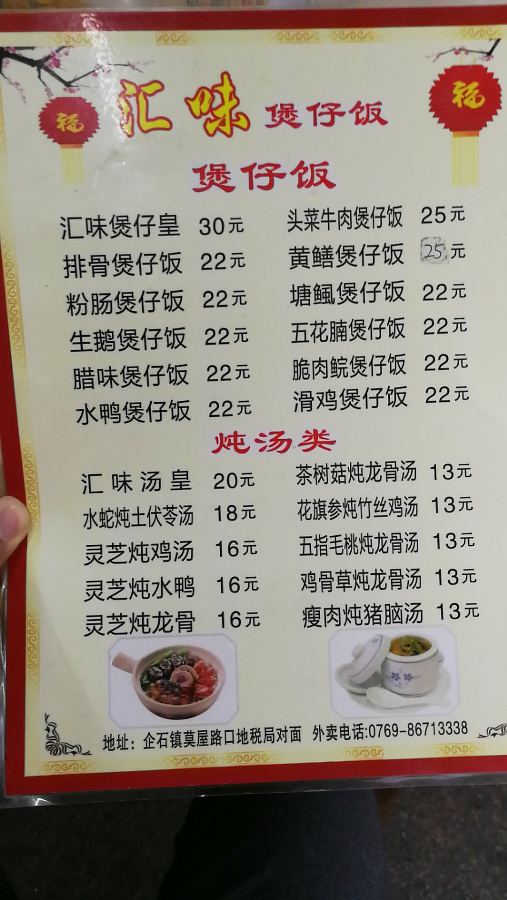 福
福
汇味 煲仔饭
煲仔饭
汇味煲仔皇 30元 头菜牛肉煲仔饭 25元
排骨煲仔饭 22元 黄鳝煲仔饭 25元
粉肠煲仔饭 22元 塘鲺煲仔饭 22元
生鹅煲仔饭 22元 五花腩煲仔饭 22元
腊味煲仔饭 22元 脆肉鲩煲仔饭 22元
水鸭煲仔饭 22元 滑鸡煲仔饭 22元
炖汤类
汇味汤皇 20元 茶树菇炖龙骨汤 13元
水蛇炖土伏苓汤 18元 花旗参炖竹丝鸡汤 13元
灵芝炖鸡汤 16元 五指毛桃炖龙骨汤 13元
灵芝炖水鸭 16元 鸡骨草炖龙骨汤 13元
灵芝炖龙骨 16元 瘦肉炖猪脑汤 13元
地址：企石镇莫屋路口地税局对面 外卖电话:0769-86713338